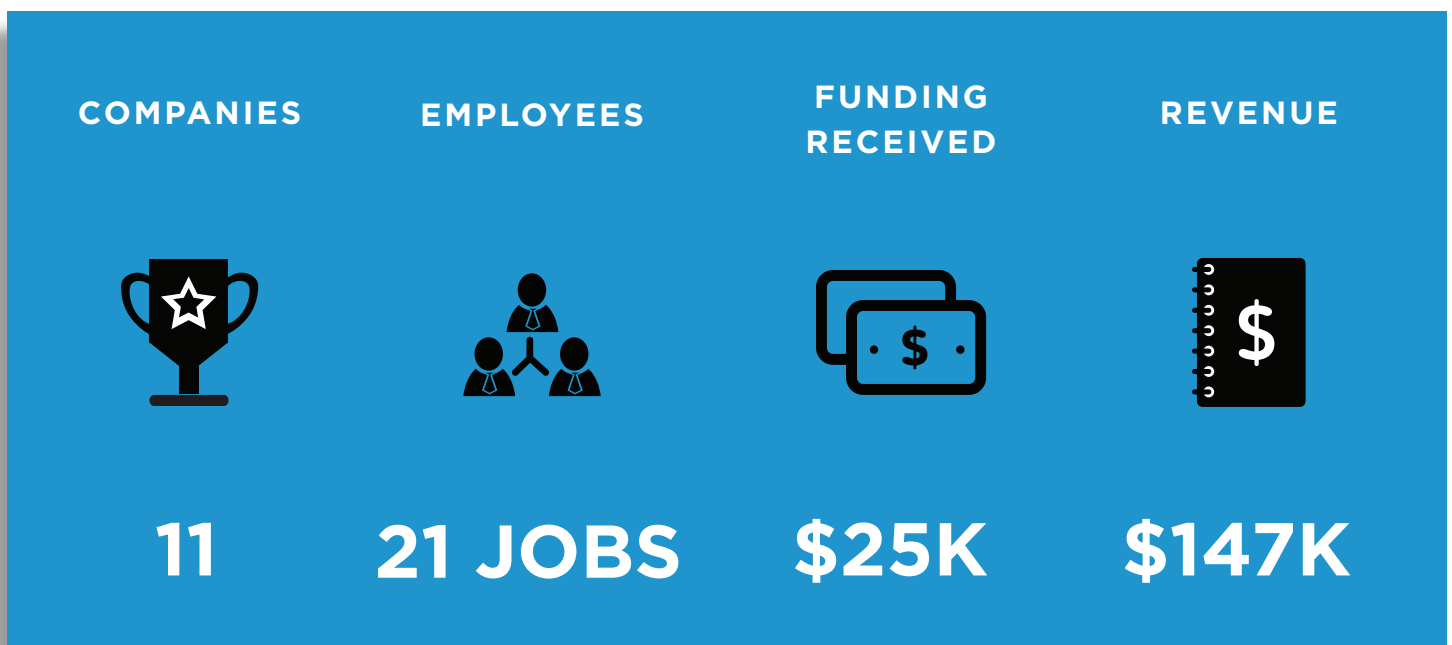 COMPANIES
11
EMPLOYEES
21 JOBS
FUNDING
RECEIVED
$
$25K
REVENUE
$
$147K